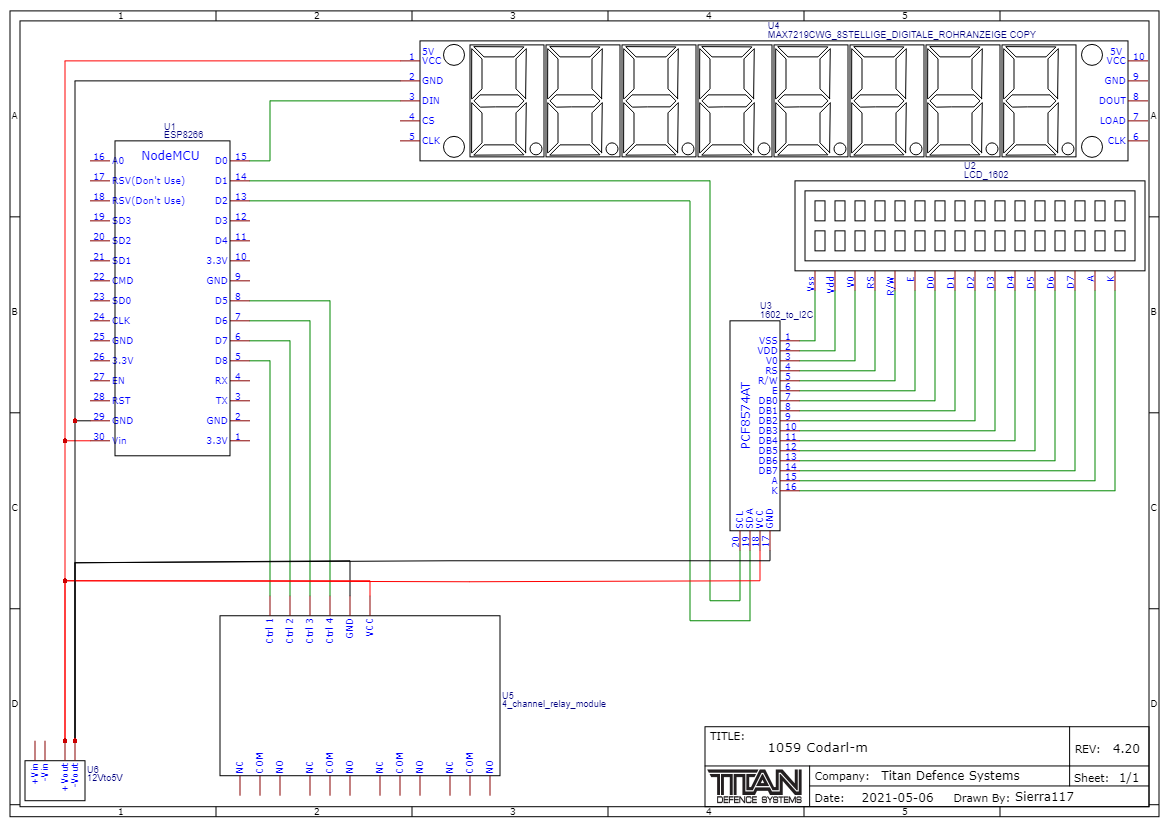 1 2 3 4 5
A
B
C
D
A
B
C
D
U4
MAX7219CWG_8STELLIGE_DIGITALE_ROHRANZEIGE COPY
1 5V VCC
2 GND
3 DIN
4 CS
5 CLK
5V VCC 10
GND 9
DOUT 8
LOAD 7
CLK 6
U1
ESP8266
NodeMCU
16 A0 D0 15
17 RSV(Don't Use) D1 14
18 RSV(Don't Use) D2 13
19 SD3 D3 12
20 SD2 D4 11
21 SD1 3.3V 10
22 CMD GND 9
23 SD0 D5 8
24 CLK D6 7
25 GND D7 6
26 3.3V D8 5
27 EN RX 4
28 RST TX 3
29 GND GND 2
30 Vin 3.3V 1
U2
LCD_1602
Vss Vdd V0 RS R/W E D0 D1 D2 D3 D4 D5 D6 D7 A K
U3
1602_to_I2C
PCF8574AT
VSS 1
VDD 2
V0 3
RS 4
R/W 5
E 6
DB0 7
DB1 8
DB2 9
DB3 10
DB4 11
DB5 12
DB6 13
DB7 14
A 15
K 16
SCL SDA VCC GND
20 19 18 17
Ctrl 1 Ctrl 2 Ctrl 3 Ctrl 4 GND VCC
U5
4_channel_relay_module
NC COM NO NC COM NO NC COM NO NC COM NO
+Vin -Vin +Vout -Vout
U6
12Vto5V
TITLE:
1059 Codarl-m
REV: 4.20
TITAN
DEFENCE SYSTEMS
Company: Titan Defence Systems
Sheet: 1/1
Date: 2021-05-06 Drawn By: Sierra117
1 2 3 4 5